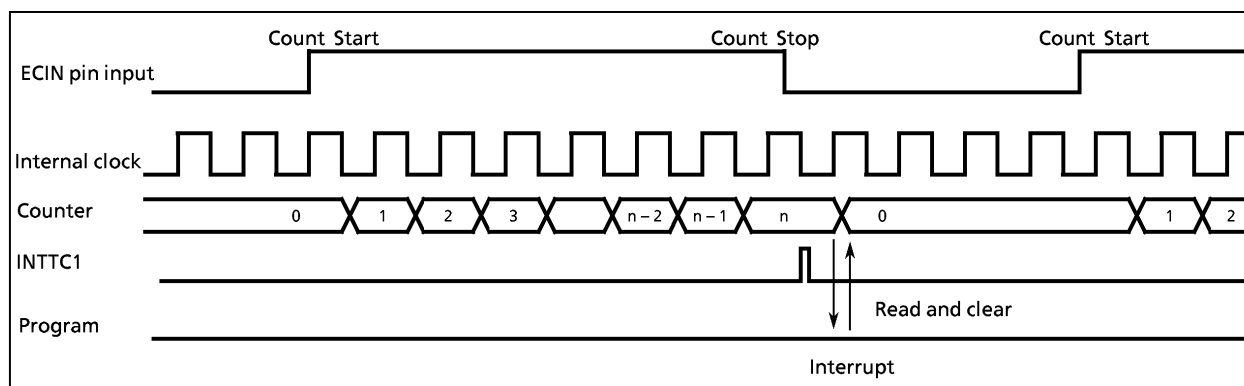 Count Start Count Stop Count Start
ECIN pin input
Internal clock
Counter 0 1 2 3 n – 2 n – 1 n 0 1 2
INTTC1
Read and clear
Program
Interrupt